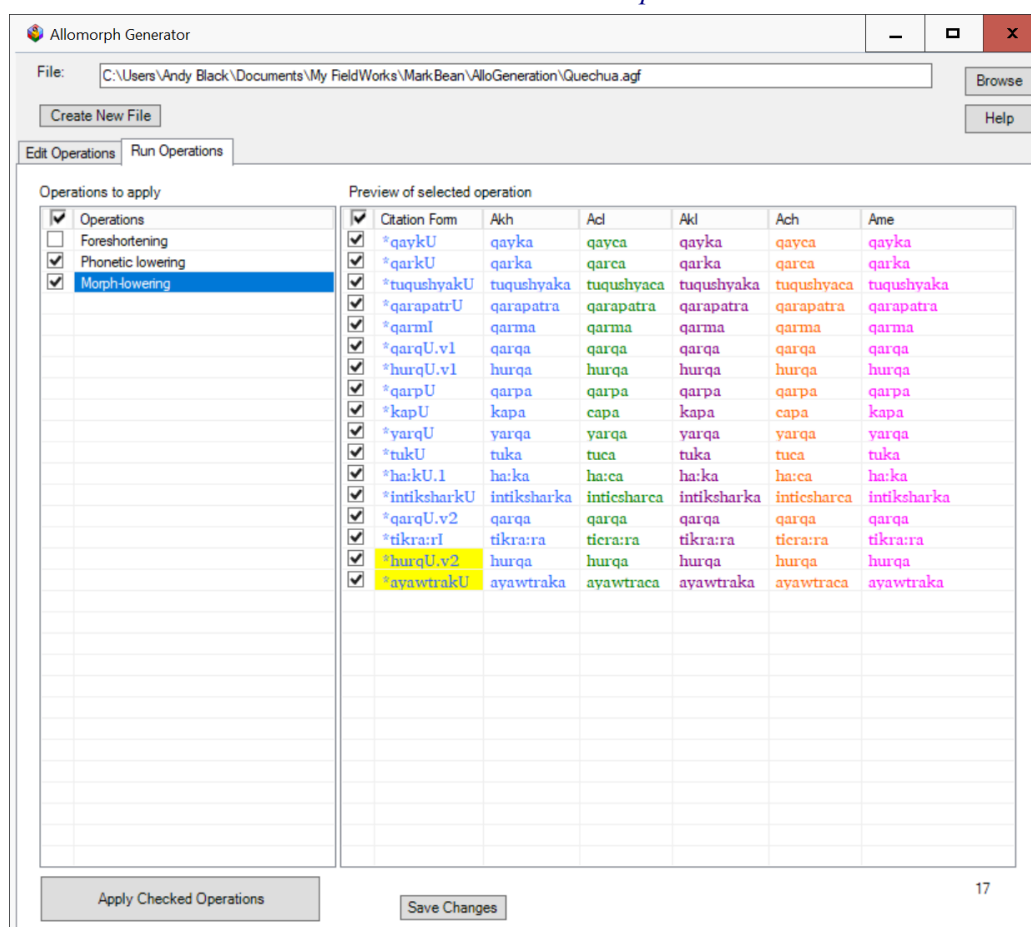 Allomorph Generator
File: C:\Users\Andy Black\Documents\My FieldWorks\MarkBean\AlloGeneration\Quechua.agf
Browse
Create New File
Help
Edit Operations Run Operations
Operations to apply
Operations
Foreshortening
Phonetic lowering
Morph-lowering
Preview of selected operation
Citation Form Akh Acl Akl Ach Ame
*qaykU qayka qayca qayka qayca qayka
*qarkU qarka qarca qarka qarca qarka
*tuqushyakU tuqushyaka tuqushyaca tuqushyaka tuqushyaca tuqushyaka
*qarapatrU qarapatra qarapatra qarapatra qarapatra qarapatra
*qarmI qarma qarma qarma qarma qarma
*qarqU.v1 qarqa qarqa qarqa qarqa qarqa
*hurqU.v1 hurqa hurqa hurqa hurqa hurqa
*qarpU qarpa qarpa qarpa qarpa qarpa
*kapU kapa capa kapa capa kapa
*yarqU yarqa yarqa yarqa yarqa yarqa
*tukU tuka tuca tuka tuca tuka
*ha:kU.1 ha:ka ha:ca ha:ka ha:ca ha:ka
*intiksharkU intiksharka inticsharca intiksharka inticsharca intiksharka
*qarqU.v2 qarqa qarqa qarqa qarqa qarqa
*tikra:rI tikra:ra ticra:ra tikra:ra ticra:ra tikra:ra
*hurqU.v2 hurqa hurqa hurqa hurqa hurqa
*ayawtrakU ayawtraka ayawtraca ayawtraka ayawtraca ayawtraka
17
Apply Checked Operations
Save Changes